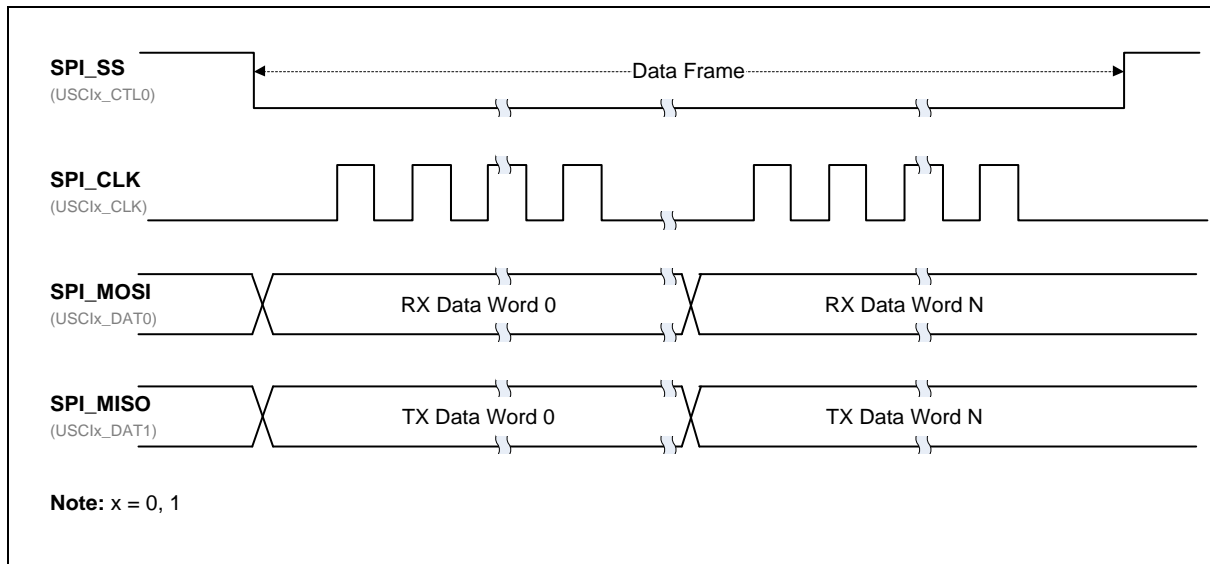 SPI_SS
(USCIx_CTL0)
Data Frame
SPI_CLK
(USCIx_CLK)
SPI_MOSI
(USCIx_DAT0)
RX Data Word 0
RX Data Word N
SPI_MISO
(USCIx_DAT1)
TX Data Word 0
TX Data Word N
Note: x = 0, 1